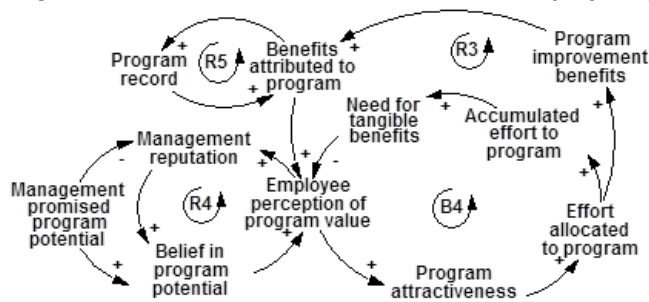 Program
record
+
R5
+
Benefits
attributed to
program
+
R3
Program
improvement
benefits
+
Need for
tangible
benefits
+
Accumulated
effort to
program
+
-
Management
reputation
+
+
-
Management
promised
program
potential
R4
Employee
perception of
program value
B4
Effort
allocated
to program
+
Belief in
program
potential
+
+
Program
attractiveness
+
+